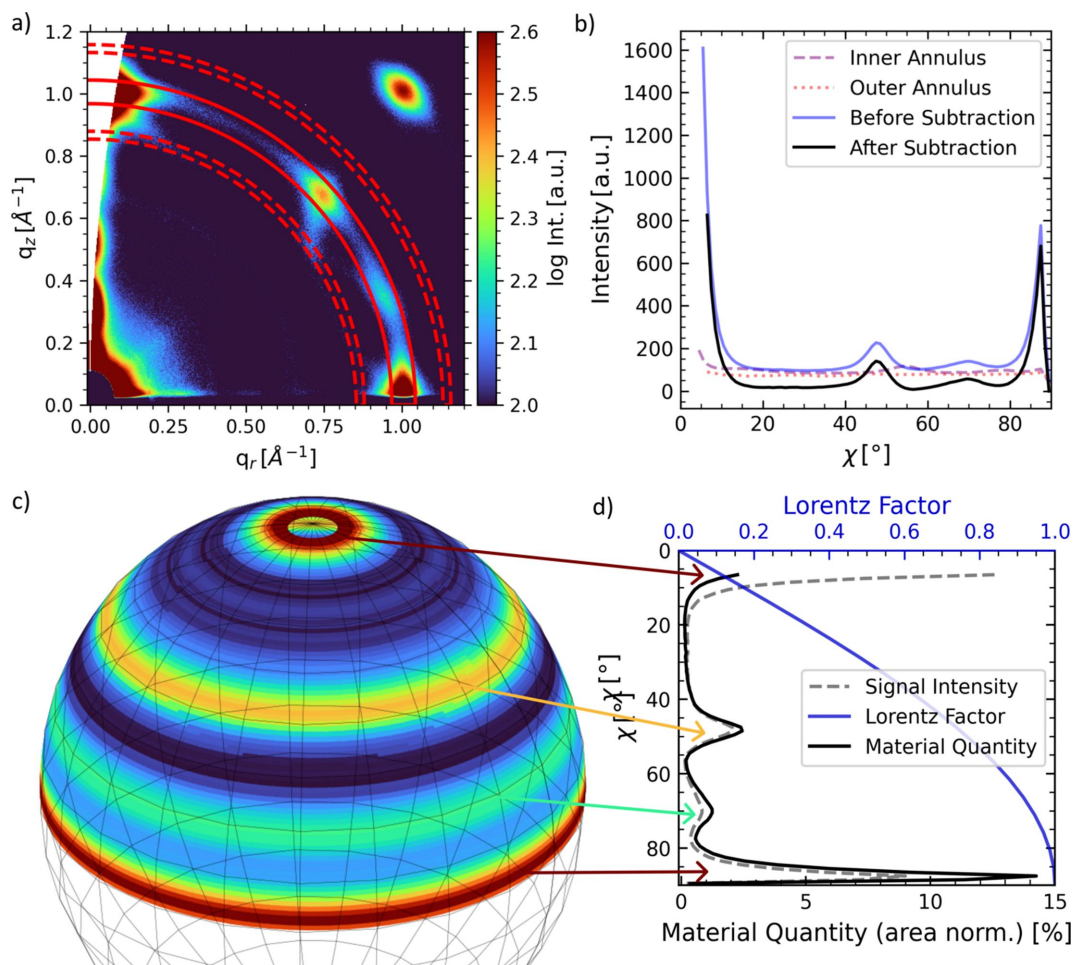 a)
1.2
1.0
0.8
0.6
0.4
0.2
0.0
q_z [Å⁻¹]
0.00 0.25 0.50 0.75 1.00
q_r [Å⁻¹]
2.6
2.5
2.4
2.3
2.2
2.1
2.0
log Int. [a.u.]
b)
1600
1400
1200
1000
800
600
400
200
0
Intensity [a.u.]
Inner Annulus
Outer Annulus
Before Subtraction
After Subtraction
0 20 40 60 80
χ [°]
c)
d)
Lorentz Factor
0.0 0.2 0.4 0.6 0.8 1.0
0
20
40
60
80
χ [°]
Signal Intensity
Lorentz Factor
Material Quantity
0 5 10 15
Material Quantity (area norm.) [%]